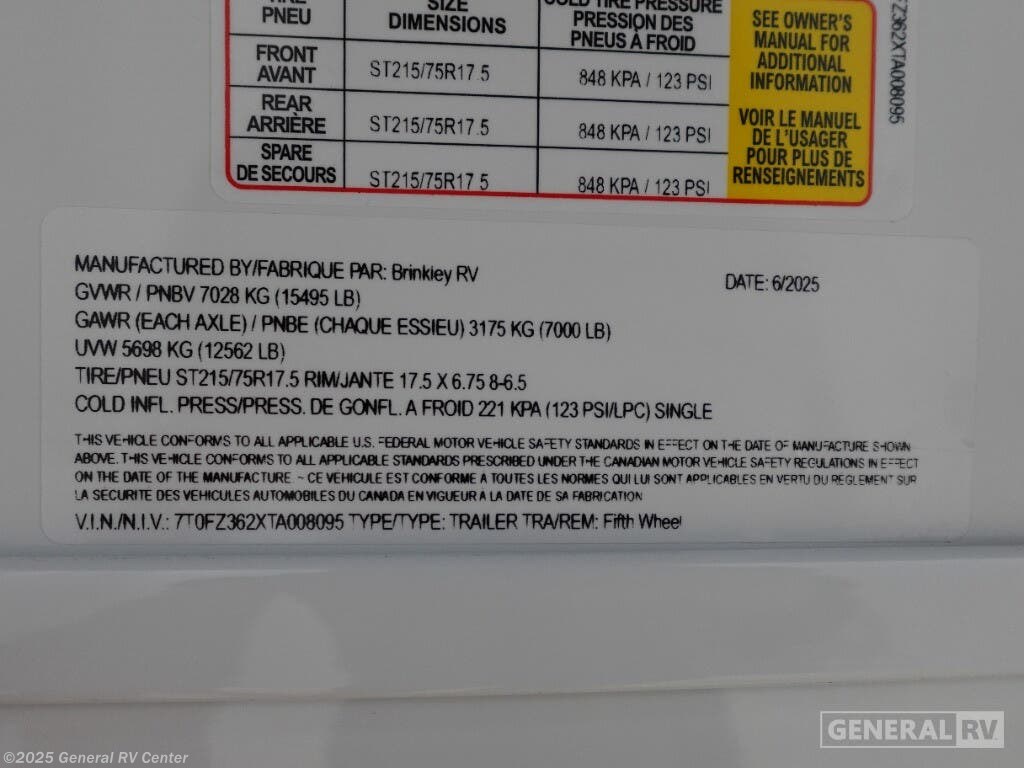 TIRE SIZE COLD TIRE PRESSURE
PNEU DIMENSIONS PRESSION DES
PNEUS À FROID
FRONT
AVANT ST215/75R17.5 848 KPA / 123 PSI
REAR
ARRIÈRE ST215/75R17.5 848 KPA / 123 PSI
SPARE
DE SECOURS ST215/75R17.5 848 KPA / 123 PSI
SEE OWNER'S
MANUAL FOR
ADDITIONAL
INFORMATION
VOIR LE MANUEL
DE L'USAGER
POUR PLUS DE
RENSEIGNEMENTS
Z362XTA008095
MANUFACTURED BY/FABRIQUE PAR: Brinkley RV DATE: 6/2025
GVWR / PNBV 7028 KG (15495 LB)
GAWR (EACH AXLE) / PNBE (CHAQUE ESSIEU) 3175 KG (7000 LB)
UVW 5698 KG (12562 LB)
TIRE/PNEU ST215/75R17.5 RIM/JANTE 17.5 X 6.75 8-6.5
COLD INFL. PRESS/PRESS. DE GONFL. A FROID 221 KPA (123 PSI/LPC) SINGLE
THIS VEHICLE CONFORMS TO ALL APPLICABLE U.S. FEDERAL MOTOR VEHICLE SAFETY STANDARDS IN EFFECT ON THE DATE OF MANUFACTURE SHOWN
ABOVE. THIS VEHICLE CONFORMS TO ALL APPLICABLE STANDARDS PRESCRIBED UNDER THE CANADIAN MOTOR VEHICLE SAFETY REGULATIONS IN EFFECT
ON THE DATE OF THE MANUFACTURE. ~ CE VEHICULE EST CONFORME A TOUTES LES NORMES QUI LUI SONT APPLICABLES EN VERTU DU REGLEMENT SUR
LA SECURITE DES VEHICULES AUTOMOBILES DU CANADA EN VIGUEUR A LA DATE DE SA FABRICATION
V.I.N./N.I.V.: 7T0FZ362XTA008095 TYPE/TYPE: TRAILER TRA/REM: Fifth Wheel
©2025 General RV Center
GENERAL RV